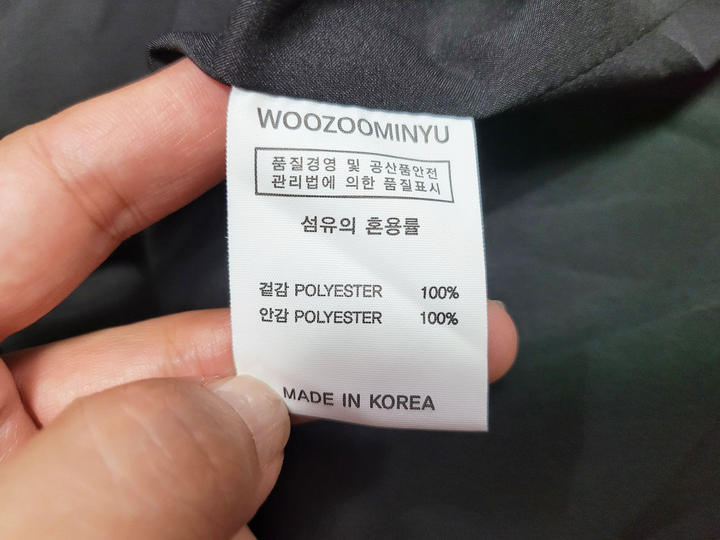 WOOZOOMINYU
품질경영 및 공산품안전
관리법에 의한 품질표시
섬유의 혼용률
겉감 POLYESTER 100%
안감 POLYESTER 100%
MADE IN KOREA